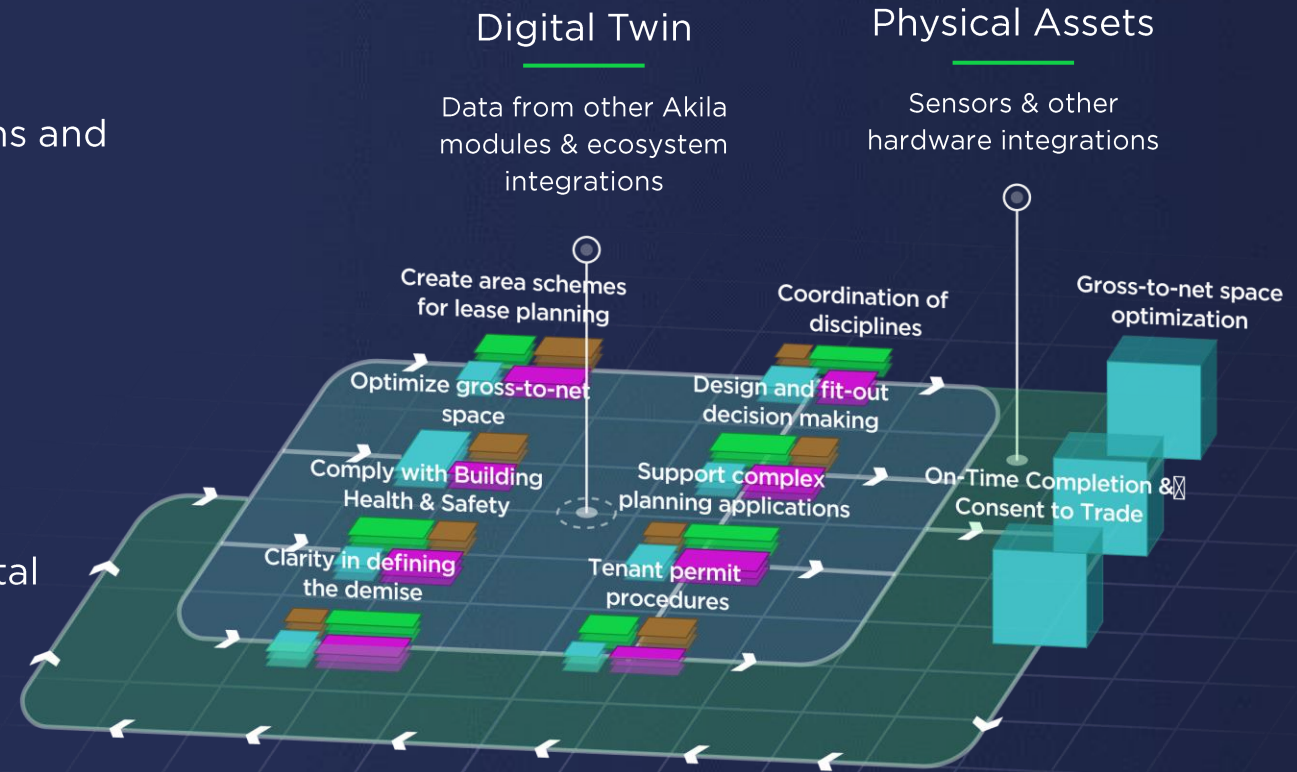 ns and
tal
Digital Twin
Data from other Akila
modules & ecosystem
integrations
Physical Assets
Sensors & other
hardware integrations
Create area schemes
for lease planning
Coordination of
disciplines
Gross-to-net space
optimization
Optimize gross-to-net
space
Design and fit-out
decision making
Comply with Building
Health & Safety
Support complex
planning applications
On-Time Completion &
Consent to Trade
Clarity in defining
the demise
Tenant permit
procedures